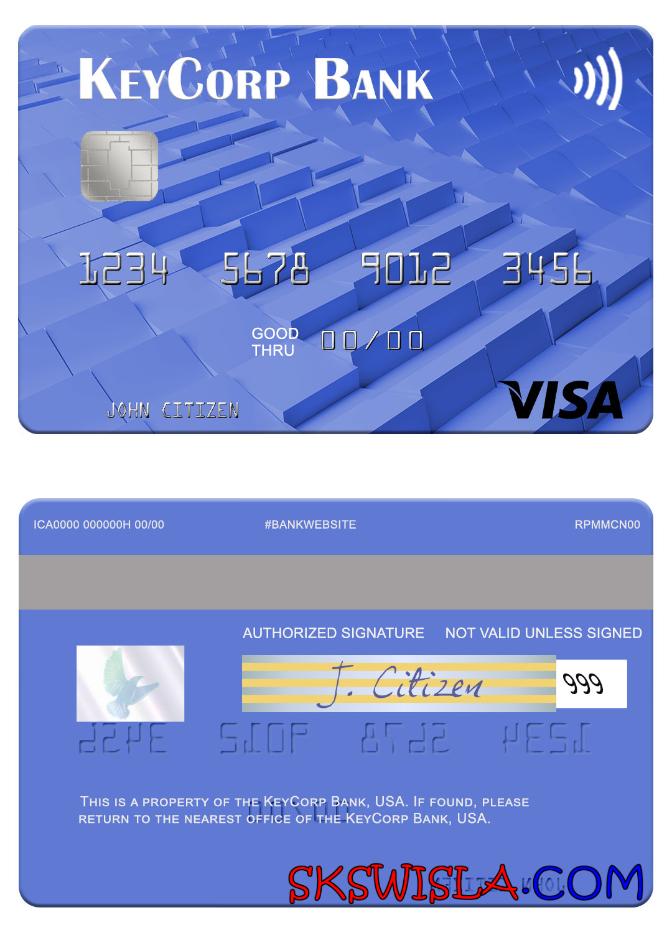 KeyCorp Bank
1234 5678 9012 3456
GOOD THRU 00/00
JOHN CITIZEN
VISA
ICA0000 000000H 00/00 #BANKWEBSITE RPMMCN00
AUTHORIZED SIGNATURE NOT VALID UNLESS SIGNED
J. Citizen 999
This is a property of the KeyCorp Bank, USA. If found, please
return to the nearest office of the KeyCorp Bank, USA.
SKSWISLA.COM